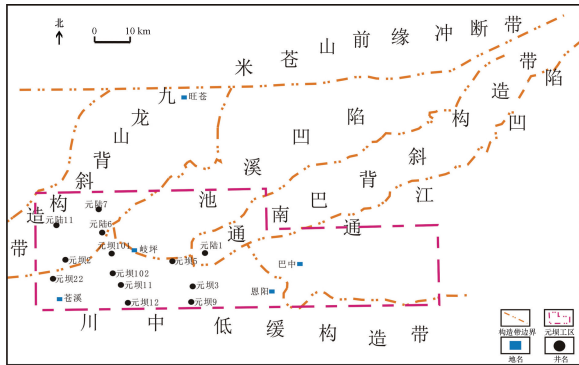 北
0 10 km
米苍山前缘冲断带
九龙山背斜构造带
池溪凹陷
通南巴背斜构造带
通江凹陷
川中低缓构造带
旺苍
元陆7
元陆11
元陆6
元坝101
岐坪
元陆1
元坝5
巴中
元坝102
元坝22
元坝11
元坝3
恩阳
苍溪
元坝12
元坝9
构造带边界
元坝工区
地名
井名